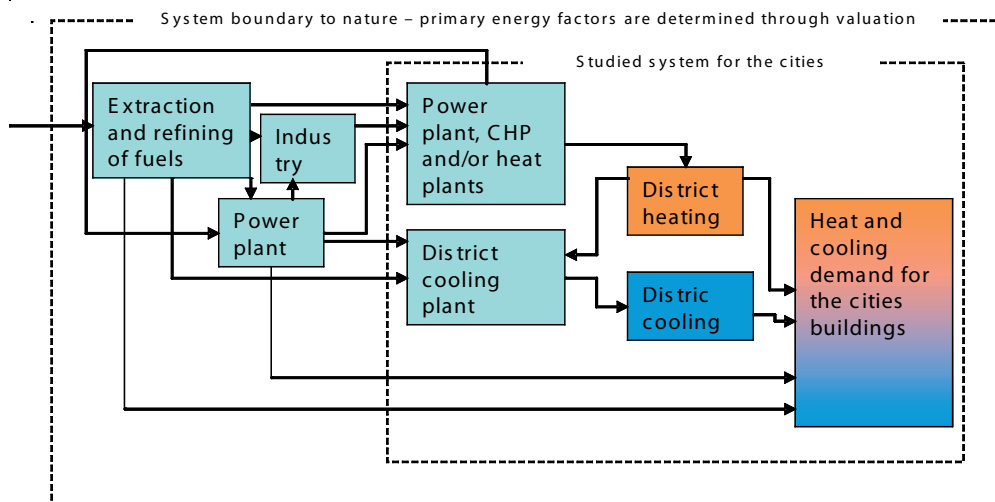 System boundary to nature – primary energy factors are determined through valuation
Studied system for the cities
Extraction
and refining
of fuels
Indus
try
Power
plant
Power
plant, CHP
and/or heat
plants
District
cooling
plant
District
heating
Distric
cooling
Heat and
cooling
demand for
the cities
buildings